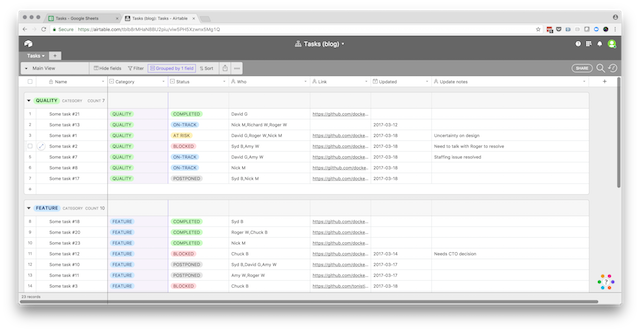 Tasks - Google Sheets
Tasks (blog): Tasks - Airtable
Secure
Tasks (blog)
Tasks
Main View
Hide fields
Filter
Grouped by 1 field
Sort
SHARE
Name Category Status Who Link Updated Update notes
QUALITY CATEGORY COUNT 7
1 Some task #21 QUALITY COMPLETED David G https://github.com/docke...
2 Some task #13 QUALITY ON-TRACK Nick M,Richard W,Roger W 2017-03-12
3 Some task #1 QUALITY AT RISK David G,Roger W,Nick M https://github.com/docke... 2017-03-18 Uncertainty on design
Some task #2 QUALITY BLOCKED Syd B,Amy W https://github.com/docke... 2017-03-18 Need to talk with Roger to resolve
5 Some task #7 QUALITY ON-TRACK David G,Amy W https://github.com/docke... 2017-03-18 Staffing issue resolved
6 Some task #8 QUALITY ON-TRACK Nick M https://github.com/docke... 2017-03-18
7 Some task #17 QUALITY POSTPONED Syd B,Nick M https://github.com/docke... 2017-03-18
+
FEATURE CATEGORY COUNT 10
8 Some task #18 FEATURE COMPLETED Syd B https://github.com/docke...
9 Some task #20 FEATURE COMPLETED Roger W,Chuck B https://github.com/docke...
10 Some task #23 FEATURE COMPLETED Nick M https://github.com/docke...
11 Some task #12 FEATURE BLOCKED Chuck B https://github.com/docke... 2017-03-14 Needs CTO decision
12 Some task #10 FEATURE POSTPONED Syd B,David G,Amy W https://github.com/docke... 2017-03-17
13 Some task #14 FEATURE POSTPONED Amy W,Roger W https://github.com/docke... 2017-03-17
14 Some task #3 FEATURE BLOCKED Chuck B 2017-03-18
23 records